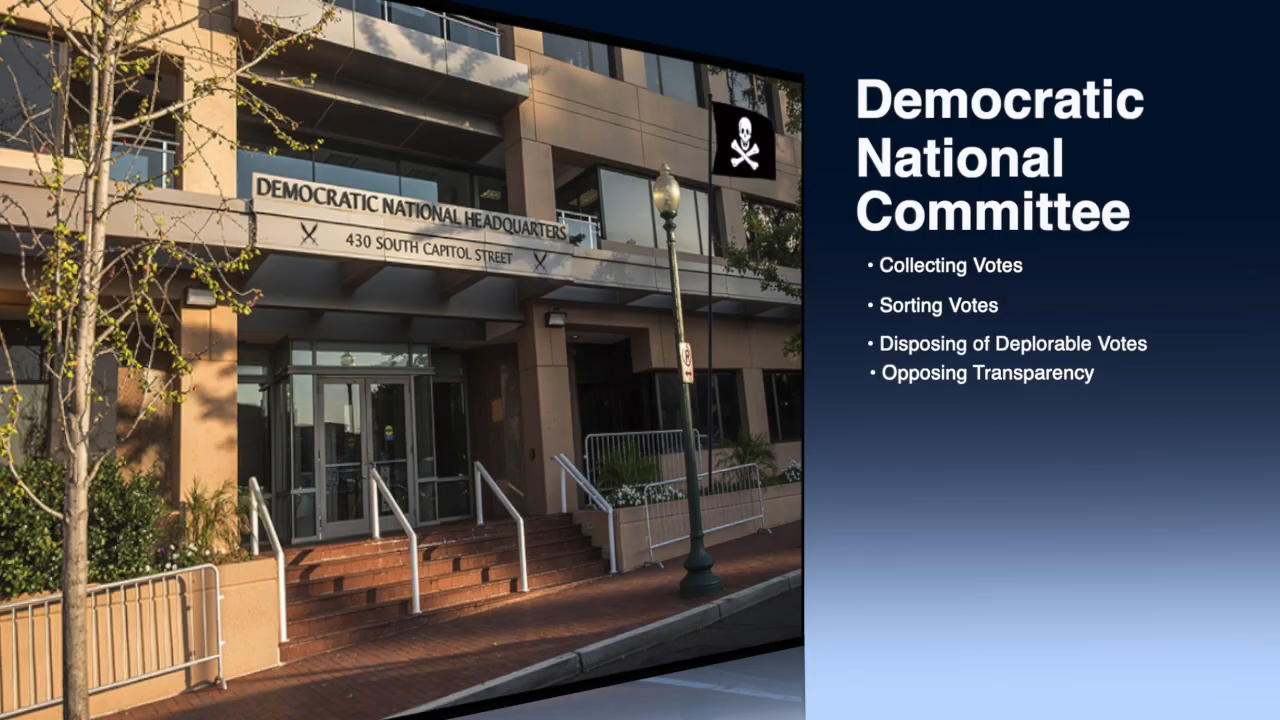 DEMOCRATIC NATIONAL HEADQUARTERS
430 SOUTH CAPITOL STREET
Democratic
National
Committee
• Collecting Votes
• Sorting Votes
• Disposing of Deplorable Votes
• Opposing Transparency